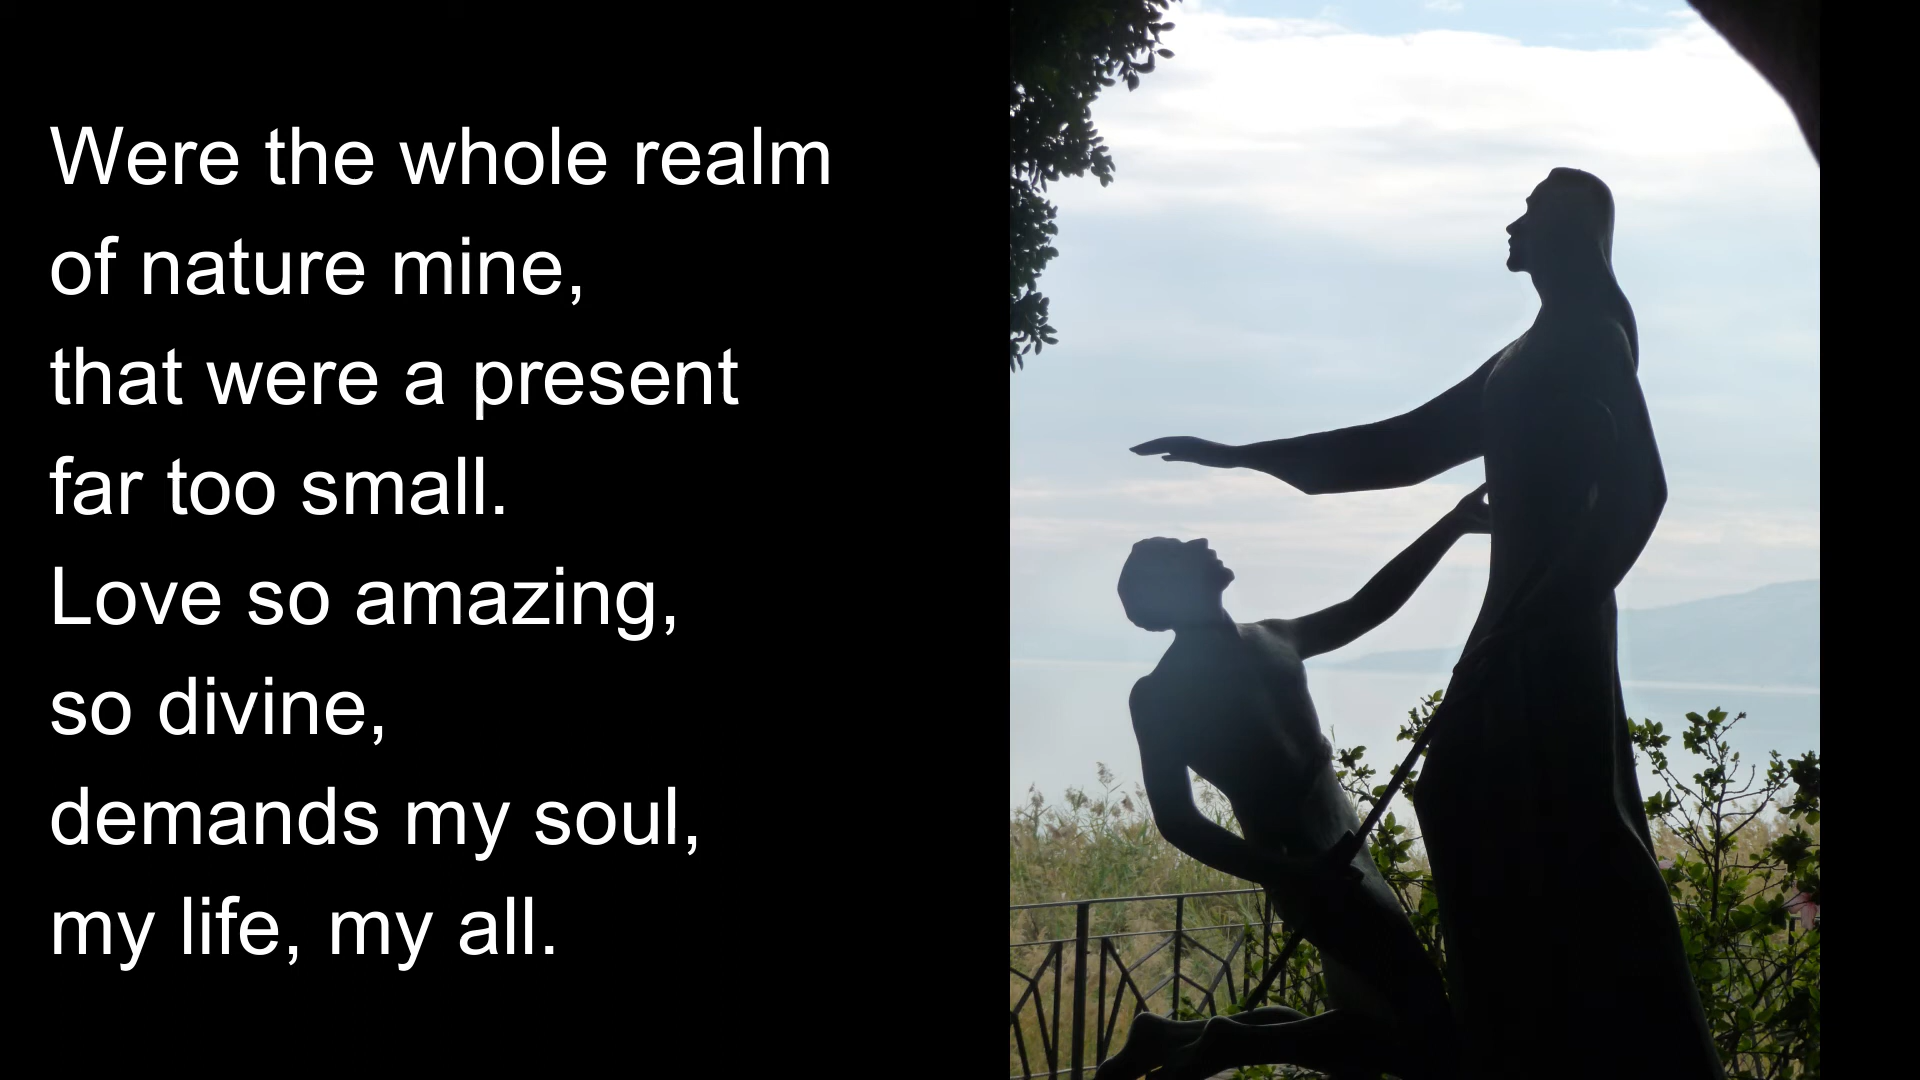 Were the whole realm
of nature mine,
that were a present
far too small.
Love so amazing,
so divine,
demands my soul,
my life, my all.